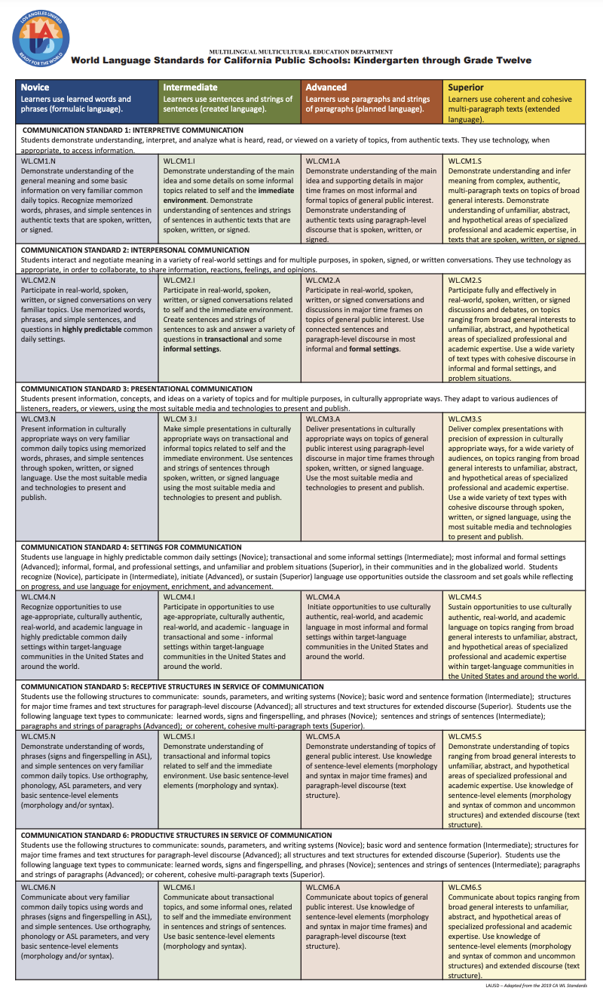 LOS ANGELES UNIFIED
LA
US
READY FOR THE WORLD
MULTILINGUAL MULTICULTURAL EDUCATION DEPARTMENT
World Language Standards for California Public Schools: Kindergarten through Grade Twelve
Novice
Learners use learned words and
phrases (formulaic language).
Intermediate
Learners use sentences and strings of
sentences (created language).
Advanced
Learners use paragraphs and strings
of paragraphs (planned language).
Superior
Learners use coherent and cohesive
multi-paragraph texts (extended
language).
COMMUNICATION STANDARD 1: INTERPRETIVE COMMUNICATION
Students demonstrate understanding, interpret, and analyze what is heard, read, or viewed on a variety of topics, from authentic texts. They use technology, when
appropriate, to access information.
WL.CM1.N
Demonstrate understanding of the
general meaning and some basic
information on very familiar common
daily topics. Recognize memorized
words, phrases, and simple sentences in
authentic texts that are spoken, written,
or signed.
WL.CM1.I
Demonstrate understanding of the main
idea and some details on some informal
topics related to self and the immediate
environment. Demonstrate
understanding of sentences and strings
of sentences in authentic texts that are
spoken, written, or signed.
WL.CM1.A
Demonstrate understanding of the main
idea and supporting details in major
time frames on most informal and
formal topics of general public interest.
Demonstrate understanding of
authentic texts using paragraph-level
discourse that is spoken, written, or
signed.
WL.CM1.S
Demonstrate understanding and infer
meaning from complex, authentic,
multi-paragraph texts on topics of broad
general interests. Demonstrate
understanding of unfamiliar, abstract,
and hypothetical areas of specialized
professional and academic expertise, in
texts that are spoken, written, or signed.
COMMUNICATION STANDARD 2: INTERPERSONAL COMMUNICATION
Students interact and negotiate meaning in a variety of real-world settings and for multiple purposes, in spoken, signed, or written conversations. They use technology as
appropriate, in order to collaborate, to share information, reactions, feelings, and opinions.
WL.CM2.N
Participate in real-world, spoken,
written, or signed conversations on very
familiar topics. Use memorized words,
phrases, and simple sentences, and
questions in highly predictable common
daily settings.
WL.CM2.I
Participate in real-world, spoken,
written, or signed conversations related
to self and the immediate environment.
Create sentences and strings of
sentences to ask and answer a variety of
questions in transactional and some
informal settings.
WL.CM2.A
Participate in real-world, spoken,
written, or signed conversations and
discussions in major time frames on
topics of general public interest. Use
connected sentences and
paragraph-level discourse in most
informal and formal settings.
WL.CM2.S
Participate fully and effectively in
real-world, spoken, written, or signed
discussions and debates, on topics
ranging from broad general interests to
unfamiliar, abstract, and hypothetical
areas of specialized professional and
academic expertise. Use a wide variety
of text types with cohesive discourse in
informal and formal settings, and
problem situations.
COMMUNICATION STANDARD 3: PRESENTATIONAL COMMUNICATION
Students present information, concepts, and ideas on a variety of topics and for multiple purposes, in culturally appropriate ways. They adapt to various audiences of
listeners, readers, or viewers, using the most suitable media and technologies to present and publish.
WL.CM3.N
Present information in culturally
appropriate ways on very familiar
common daily topics using memorized
words, phrases, and simple sentences
through spoken, written, or signed
language. Use the most suitable media
and technologies to present and
publish.
WL.CM 3.I
Make simple presentations in culturally
appropriate ways on transactional and
informal topics related to self and the
immediate environment. Use sentences
and strings of sentences through
spoken, written, or signed language
using the most suitable media and
technologies to present and publish.
WL.CM3.A
Deliver presentations in culturally
appropriate ways on topics of general
public interest using paragraph-level
discourse in major time frames through
spoken, written, or signed language.
Use the most suitable media and
technologies to present and publish.
WL.CM3.S
Deliver complex presentations with
precision of expression in culturally
appropriate ways, for a wide variety of
audiences, on topics ranging from broad
general interests to unfamiliar, abstract,
and hypothetical areas of specialized
professional and academic expertise.
Use a wide variety of text types with
cohesive discourse through spoken,
written, or signed language, using the
most suitable media and technologies
to present and publish.
COMMUNICATION STANDARD 4: SETTINGS FOR COMMUNICATION
Students use language in highly predictable common daily settings (Novice); transactional and some informal settings (Intermediate); most informal and formal settings
(Advanced); informal, formal, and professional settings, and unfamiliar and problem situations (Superior), in their communities and in the globalized world. Students
recognize (Novice), participate in (Intermediate), initiate (Advanced), or sustain (Superior) language use opportunities outside the classroom and set goals while reflecting
on progress, and use language for enjoyment, enrichment, and advancement.
WL.CM4.N
Recognize opportunities to use
age-appropriate, culturally authentic,
real-world, and academic language in
highly predictable common daily
settings within target-language
communities in the United States and
around the world.
WL.CM4.I
Participate in opportunities to use
age-appropriate, culturally authentic,
real-world, and academic - language in
transactional and some - informal
settings within target-language
communities in the United States and
around the world.
WL.CM4.A
Initiate opportunities to use culturally
authentic, real-world, and academic
language in most informal and formal
settings within target-language
communities in the United States and
around the world.
WL.CM4.S
Sustain opportunities to use culturally
authentic, real-world, and academic
language on topics ranging from broad
general interests to unfamiliar, abstract,
and hypothetical areas of specialized
professional and academic expertise
within target-language communities in
the United States and around the world.
COMMUNICATION STANDARD 5: RECEPTIVE STRUCTURES IN SERVICE OF COMMUNICATION
Students use the following structures to communicate: sounds, parameters, and writing systems (Novice); basic word and sentence formation (Intermediate); structures
for major time frames and text structures for paragraph-level discourse (Advanced); all structures and text structures for extended discourse (Superior). Students use the
following language text types to communicate: learned words, signs and fingerspelling, and phrases (Novice); sentences and strings of sentences (Intermediate);
paragraphs and strings of paragraphs (Advanced); or coherent, cohesive multi-paragraph texts (Superior).
WL.CM5.N
Demonstrate understanding of words,
phrases (signs and fingerspelling in ASL),
and simple sentences on very familiar
common daily topics. Use orthography,
phonology, ASL parameters, and very
basic sentence-level elements
(morphology and/or syntax).
WL.CM5.I
Demonstrate understanding of
transactional and informal topics
related to self and the immediate
environment. Use basic sentence-level
elements (morphology and syntax).
WL.CM5.A
Demonstrate understanding of topics of
general public interest. Use knowledge
of sentence-level elements (morphology
and syntax in major time frames) and
paragraph-level discourse (text
structure).
WL.CM5.S
Demonstrate understanding of topics
ranging from broad general interests to
unfamiliar, abstract, and hypothetical
areas of specialized professional and
academic expertise. Use knowledge of
sentence-level elements (morphology
and syntax of common and uncommon
structures) and extended discourse (text
structure).
COMMUNICATION STANDARD 6: PRODUCTIVE STRUCTURES IN SERVICE OF COMMUNICATION
Students use the following structures to communicate: sounds, parameters, and writing systems (Novice); basic word and sentence formation (Intermediate); structures for
major time frames and text structures for paragraph-level discourse (Advanced); all structures and text structures for extended discourse (Superior). Students use the
following language text types to communicate: learned words, signs and fingerspelling, and phrases (Novice); sentences and strings of sentences (Intermediate); paragraphs
and strings of paragraphs (Advanced); or coherent, cohesive multi-paragraph texts (Superior).
WL.CM6.N
Communicate about very familiar
common daily topics using words and
phrases (signs and fingerspelling in ASL),
and simple sentences. Use orthography,
phonology or ASL parameters, and very
basic sentence-level elements
(morphology and/or syntax).
WL.CM6.I
Communicate about transactional
topics, and some informal ones, related
to self and the immediate environment
in sentences and strings of sentences.
Use basic sentence-level elements
(morphology and syntax).
WL.CM6.A
Communicate about topics of general
public interest. Use knowledge of
sentence-level elements (morphology
and syntax in major time frames) and
paragraph-level discourse (text
structure).
WL.CM6.S
Communicate about topics ranging from
broad general interests to unfamiliar,
abstract, and hypothetical areas of
specialized professional and academic
expertise. Use knowledge of
sentence-level elements (morphology
and syntax of common and uncommon
structures) and extended discourse (text
structure).
LAUSD – Adapted from the 2019 CA WL Standards